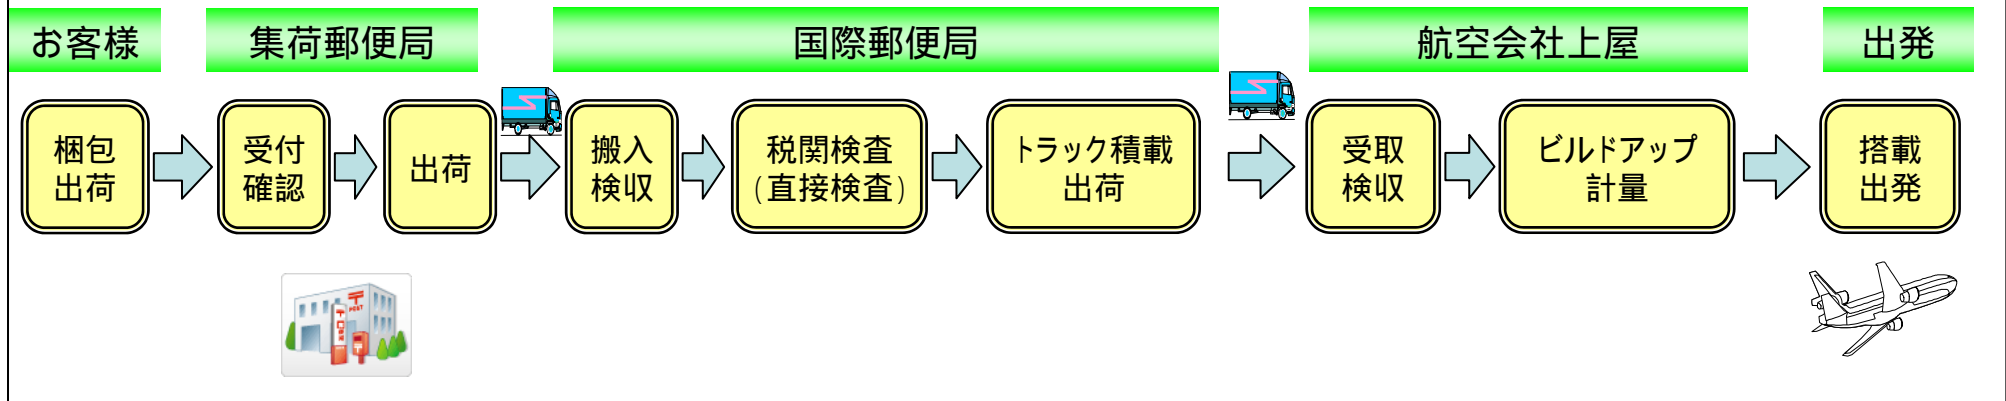 お客様
集荷郵便局
国際郵便局
航空会社上屋
出発
梱包
出荷
受付
確認
出荷
搬入
検収
税関検査
(直接検査)
トラック積載
出荷
受取
検収
ビルドアップ
計量
搭載
出発
〒
POST